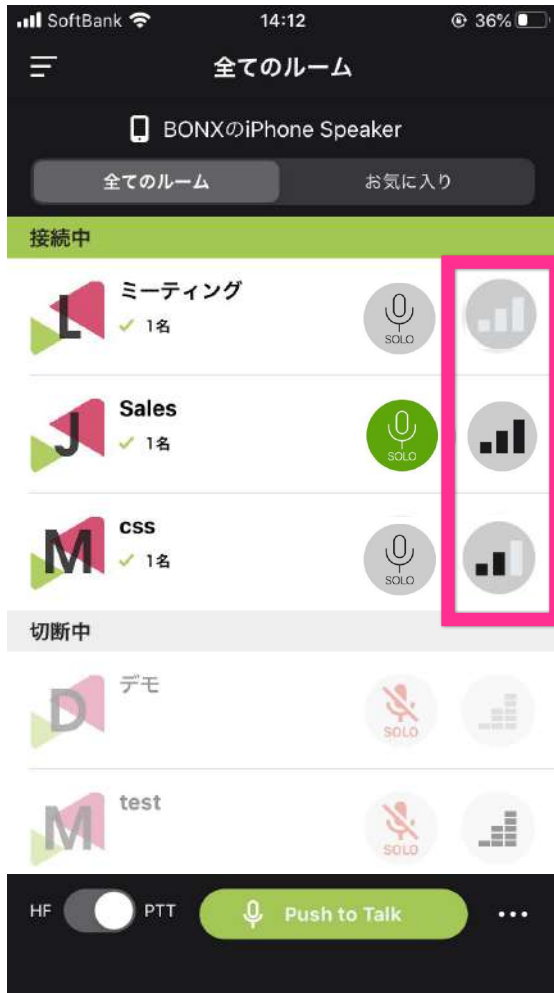 SoftBank 14:12 36%
全てのルーム
BONXのiPhone Speaker
全てのルーム お気に入り
接続中
L ミーティング
✓ 1名
SOLO
J Sales
✓ 1名
SOLO
M css
✓ 1名
SOLO
切断中
D デモ
SOLO
M test
SOLO
HF PTT Push to Talk ...